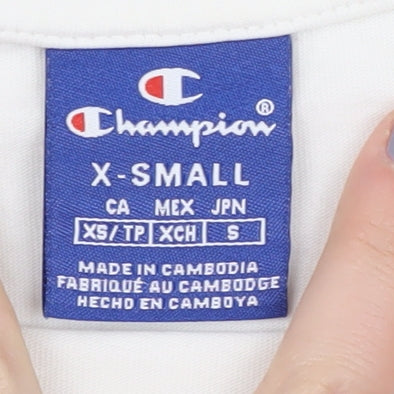 Champion®
X-SMALL
CA MEX JPN
XS/TP XCH S
MADE IN CAMBODIA
FABRIQUÉ AU CAMBODGE
HECHO EN CAMBOYA